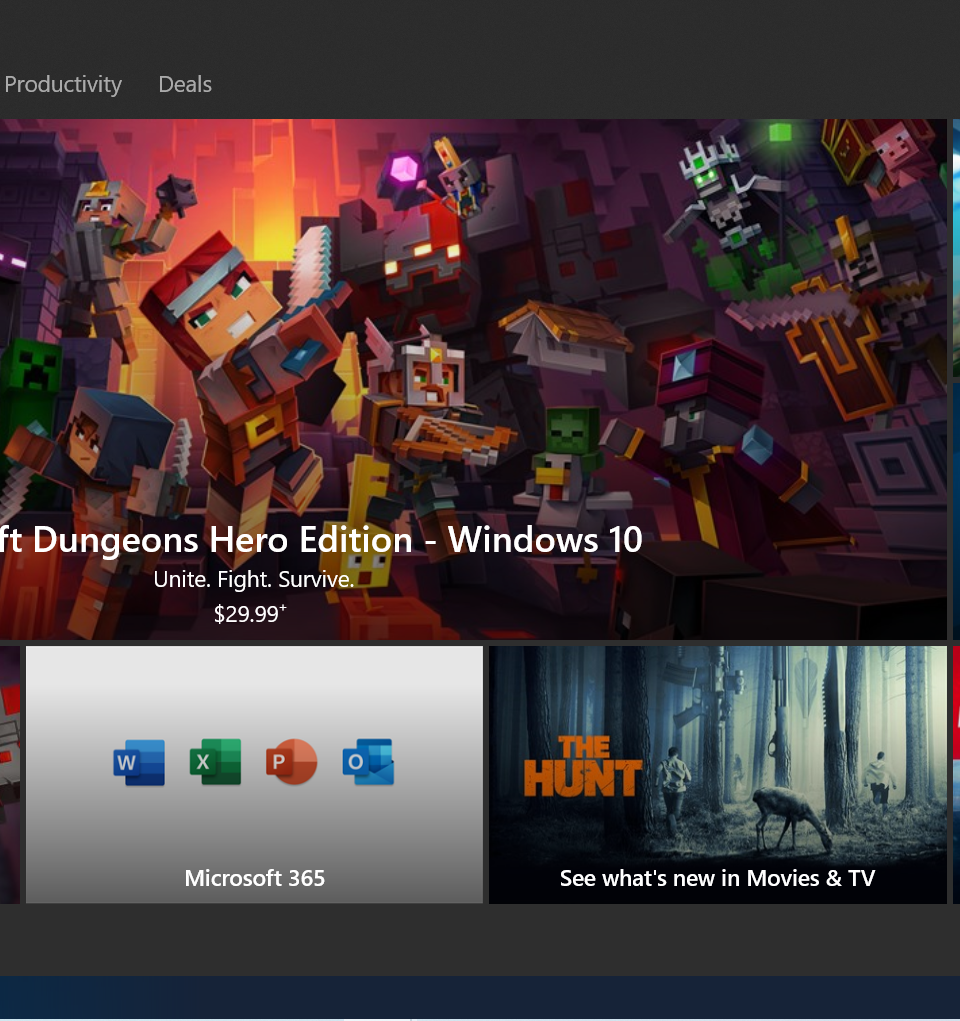 Productivity Deals
ft Dungeons Hero Edition - Windows 10
Unite. Fight. Survive.
$29.99+
W X P O
THE
HUNT
Microsoft 365
See what's new in Movies & TV